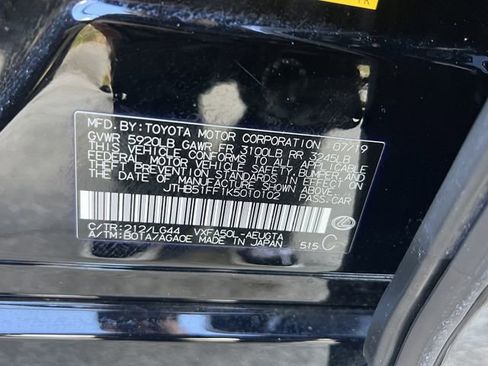 MFD.BY:TOYOTA MOTOR CORPORATION 07/19
GVWR 5920LB GAWR FR 3100LB RR 3245LB
THIS VEHICLE CONFORMS TO ALL APPLICABLE
FEDERAL MOTOR VEHICLE SAFETY,BUMPER,AND
THEFT PREVENTION STANDARDS IN EFFECT ON
THE DATE OF MANUFACTURE SHOWN ABOVE.
JTHB51FF1K5010102 PASS.CAR
C/TR:212/LG44 VXFA50L-AEUGTA
A/TM:B01A/AGA0E MADE IN JAPAN 515 C